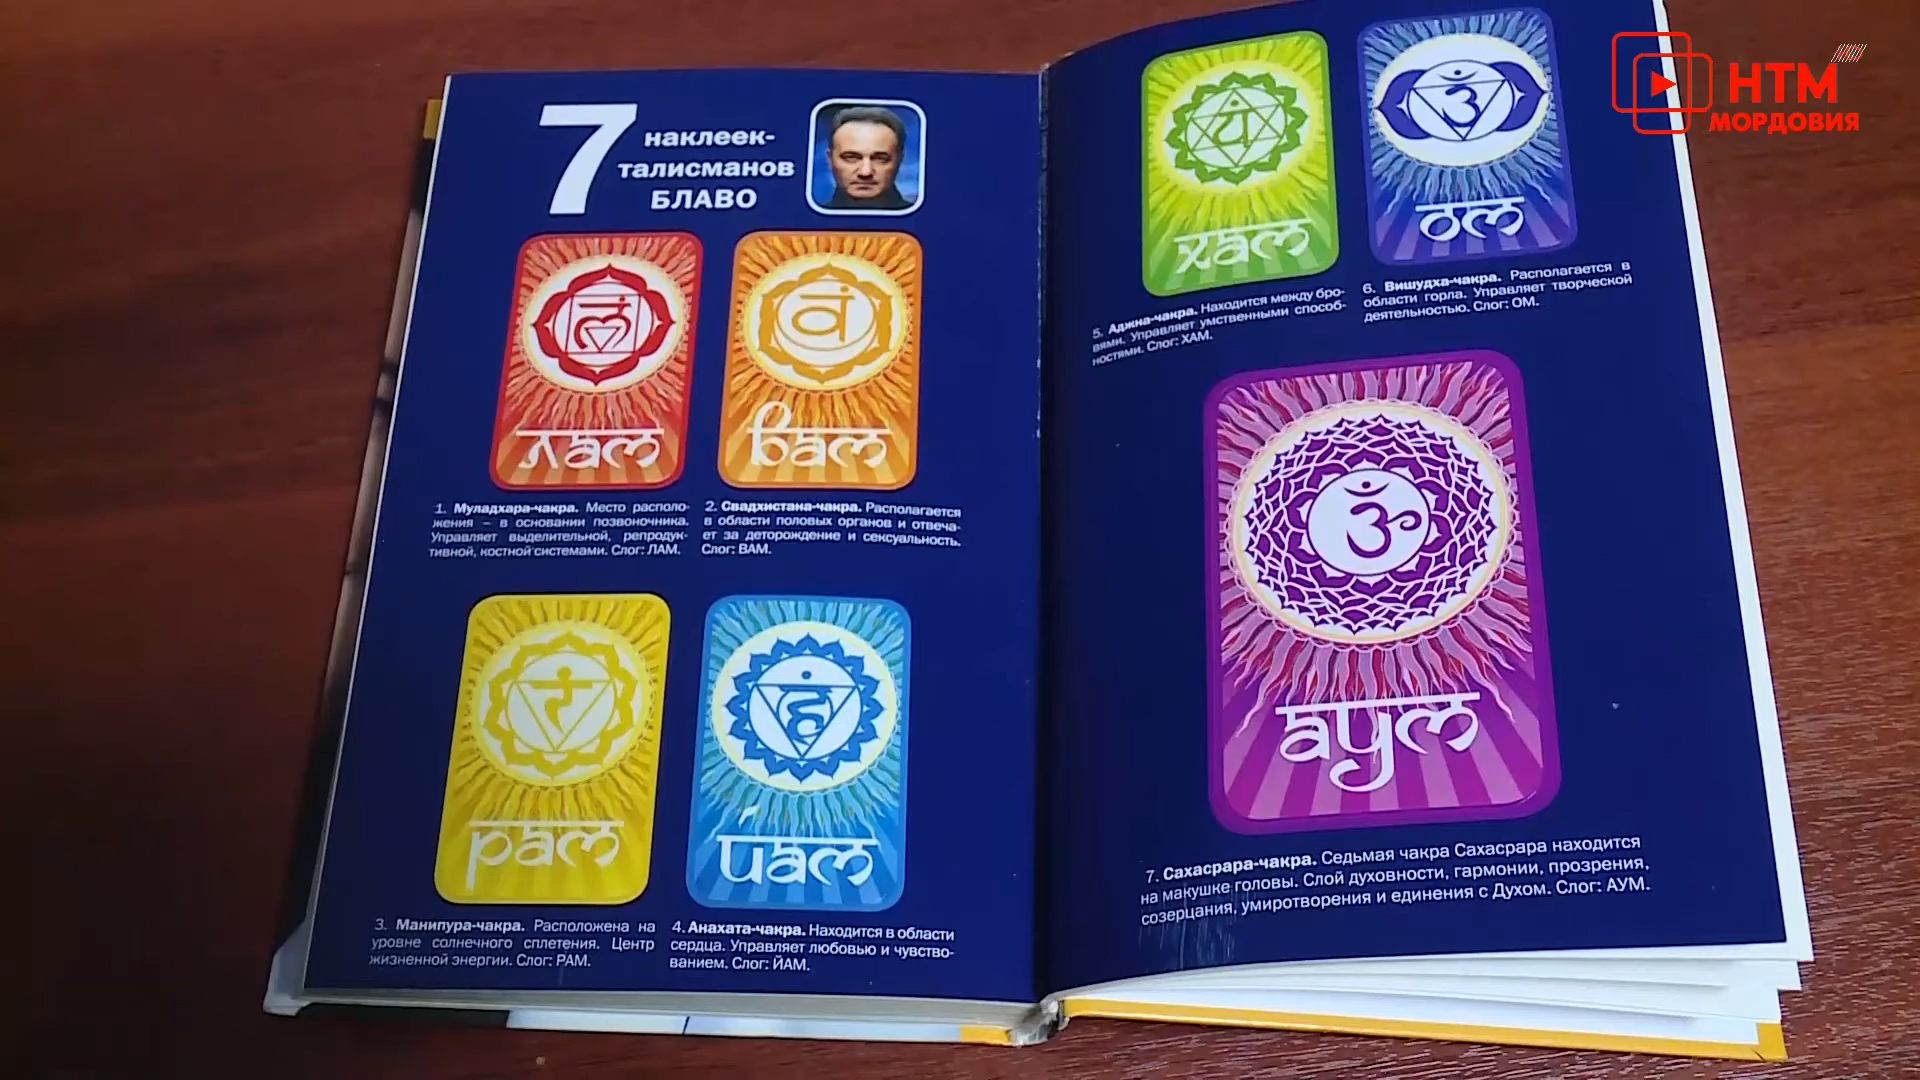 7 наклеек-
талисманов
БЛАВО
лам
вам
1. Муладхара-чакра. Место располо-
жения – в основании позвоночника.
Управляет выделительной, репродук-
тивной, костной системами. Слог: ЛАМ.
2. Свадхистана-чакра. Располагается
в области половых органов и отвеча-
ет за деторождение и сексуальность.
Слог: ВАМ.
рам
йам
3. Манипура-чакра. Расположена на
уровне солнечного сплетения. Центр
жизненной энергии. Слог: РАМ.
4. Анахата-чакра. Находится в области
сердца. Управляет любовью и чувство-
ванием. Слог: ЙАМ.
хам
ом
5. Аджна-чакра. Находится между бро-
вями. Управляет умственными способ-
ностями. Слог: ХАМ.
6. Вишудха-чакра. Располагается в
области горла. Управляет творческой
деятельностью. Слог: ОМ.
ॐ
аум
7. Сахасрара-чакра. Седьмая чакра Сахасрара находится
на макушке головы. Слой духовности, гармонии, прозрения,
созерцания, умиротворения и единения с Духом. Слог: АУМ.
НТМ
МОРДОВИЯ